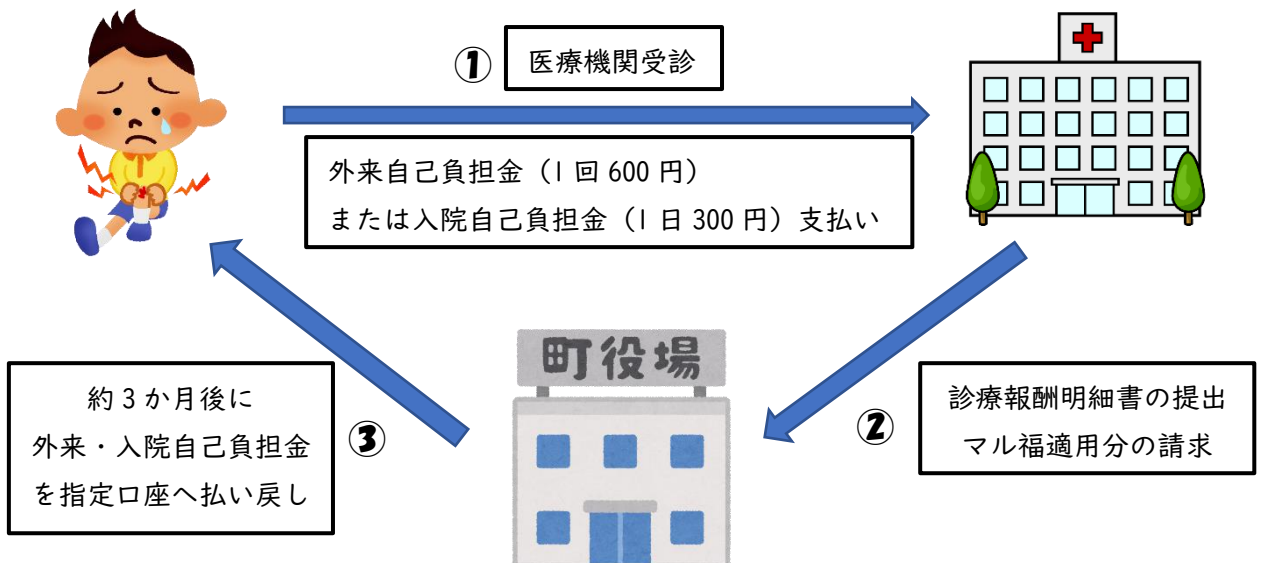 ① 医療機関受診
外来自己負担金（1回600円）
または入院自己負担金（1日300円）支払い
町役場
② 診療報酬明細書の提出
マル福適用分の請求
③ 約3か月後に
外来・入院自己負担金
を指定口座へ払い戻し